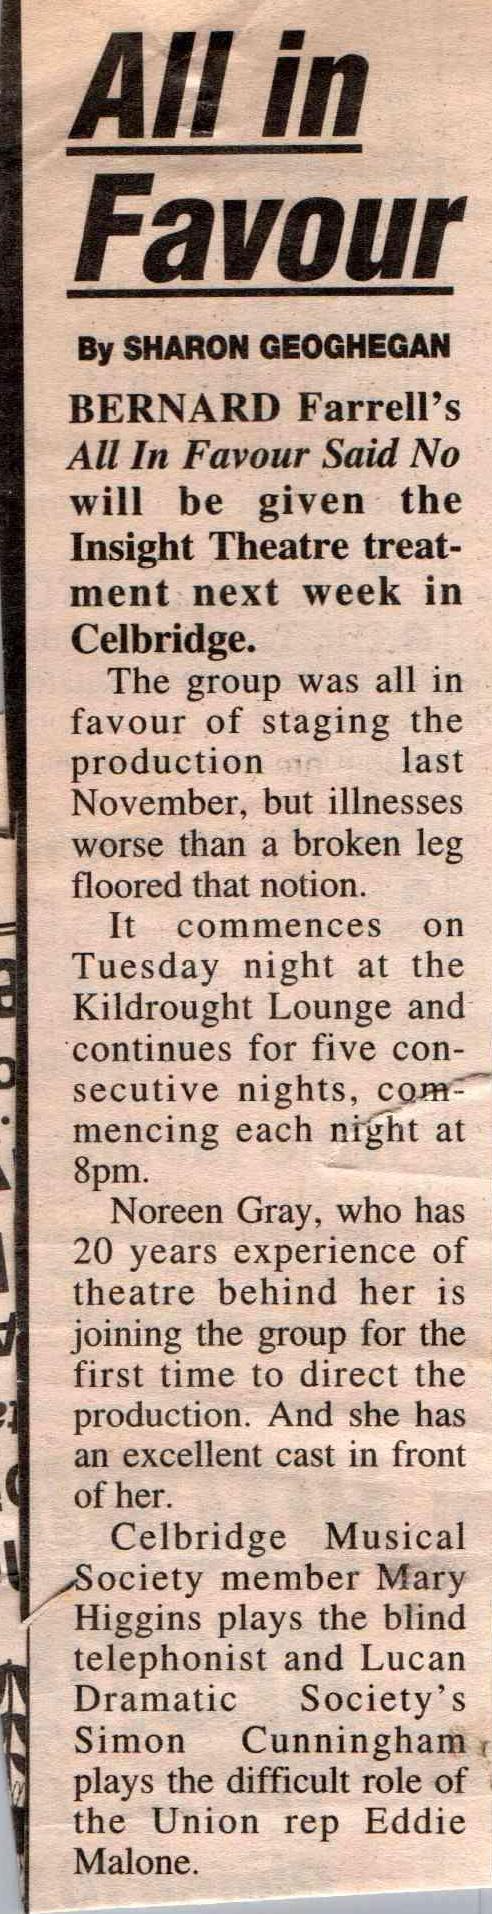 All in
Favour
By SHARON GEOGHEGAN
BERNARD Farrell's
All In Favour Said No
will be given the
Insight Theatre treat-
ment next week in
Celbridge.
The group was all in
favour of staging the
production last
November, but illnesses
worse than a broken leg
floored that notion.
It commences on
Tuesday night at the
Kildrought Lounge and
continues for five con-
secutive nights, com-
mencing each night at
8pm.
Noreen Gray, who has
20 years experience of
theatre behind her is
joining the group for the
first time to direct the
production. And she has
an excellent cast in front
of her.
Celbridge Musical
Society member Mary
Higgins plays the blind
telephonist and Lucan
Dramatic Society's
Simon Cunningham
plays the difficult role of
the Union rep Eddie
Malone.